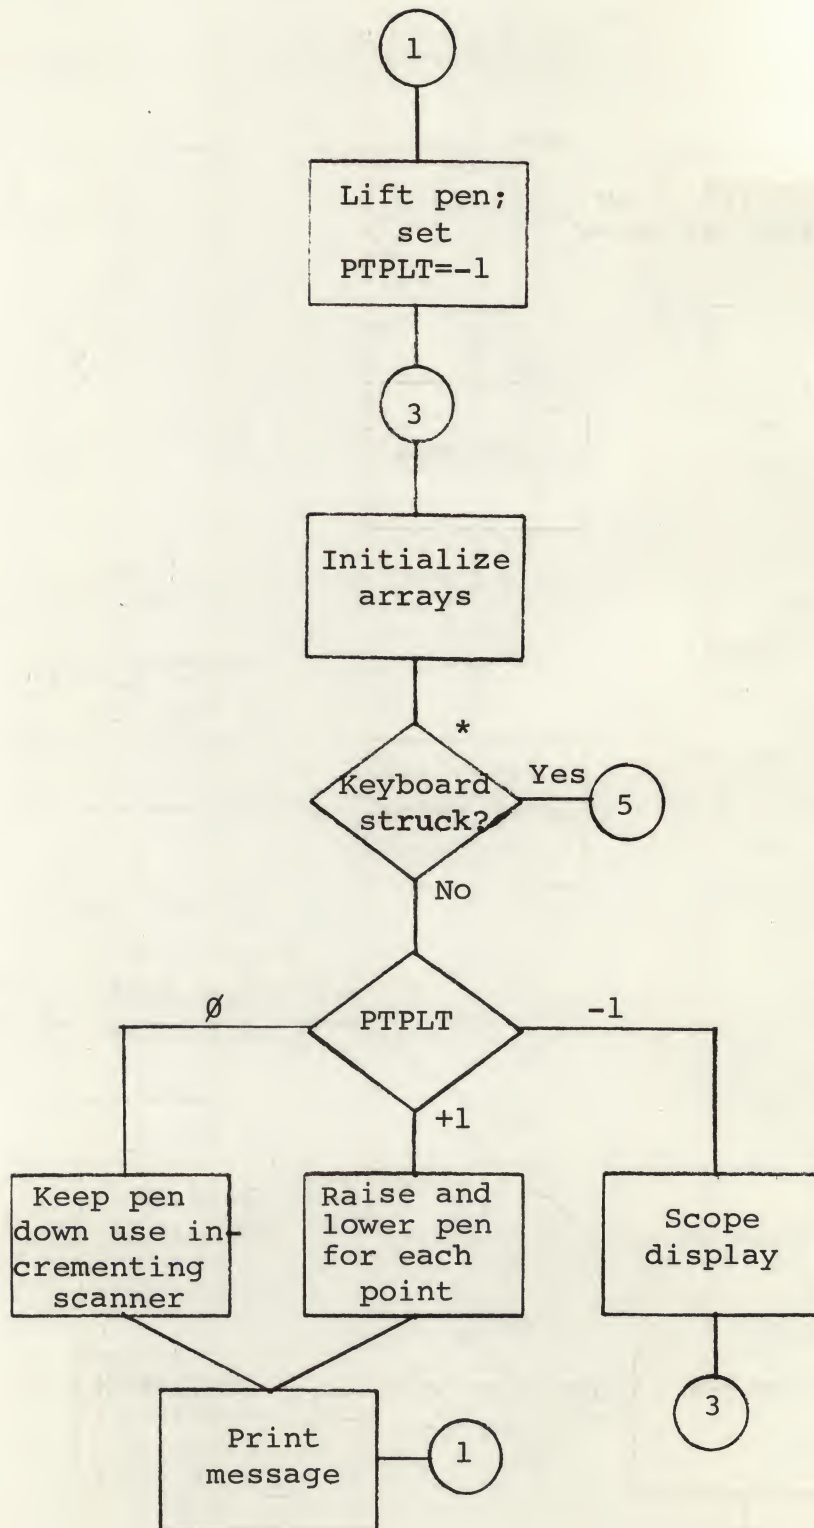 1
Lift pen;
set
PTPLT=-1
3
Initialize
arrays
*
Keyboard
struck?
Yes
5
No
Ø
PTPLT
-1
+1
Keep pen
down use in-
crementing
scanner
Raise and
lower pen
for each
point
Scope
display
3
Print
message
1